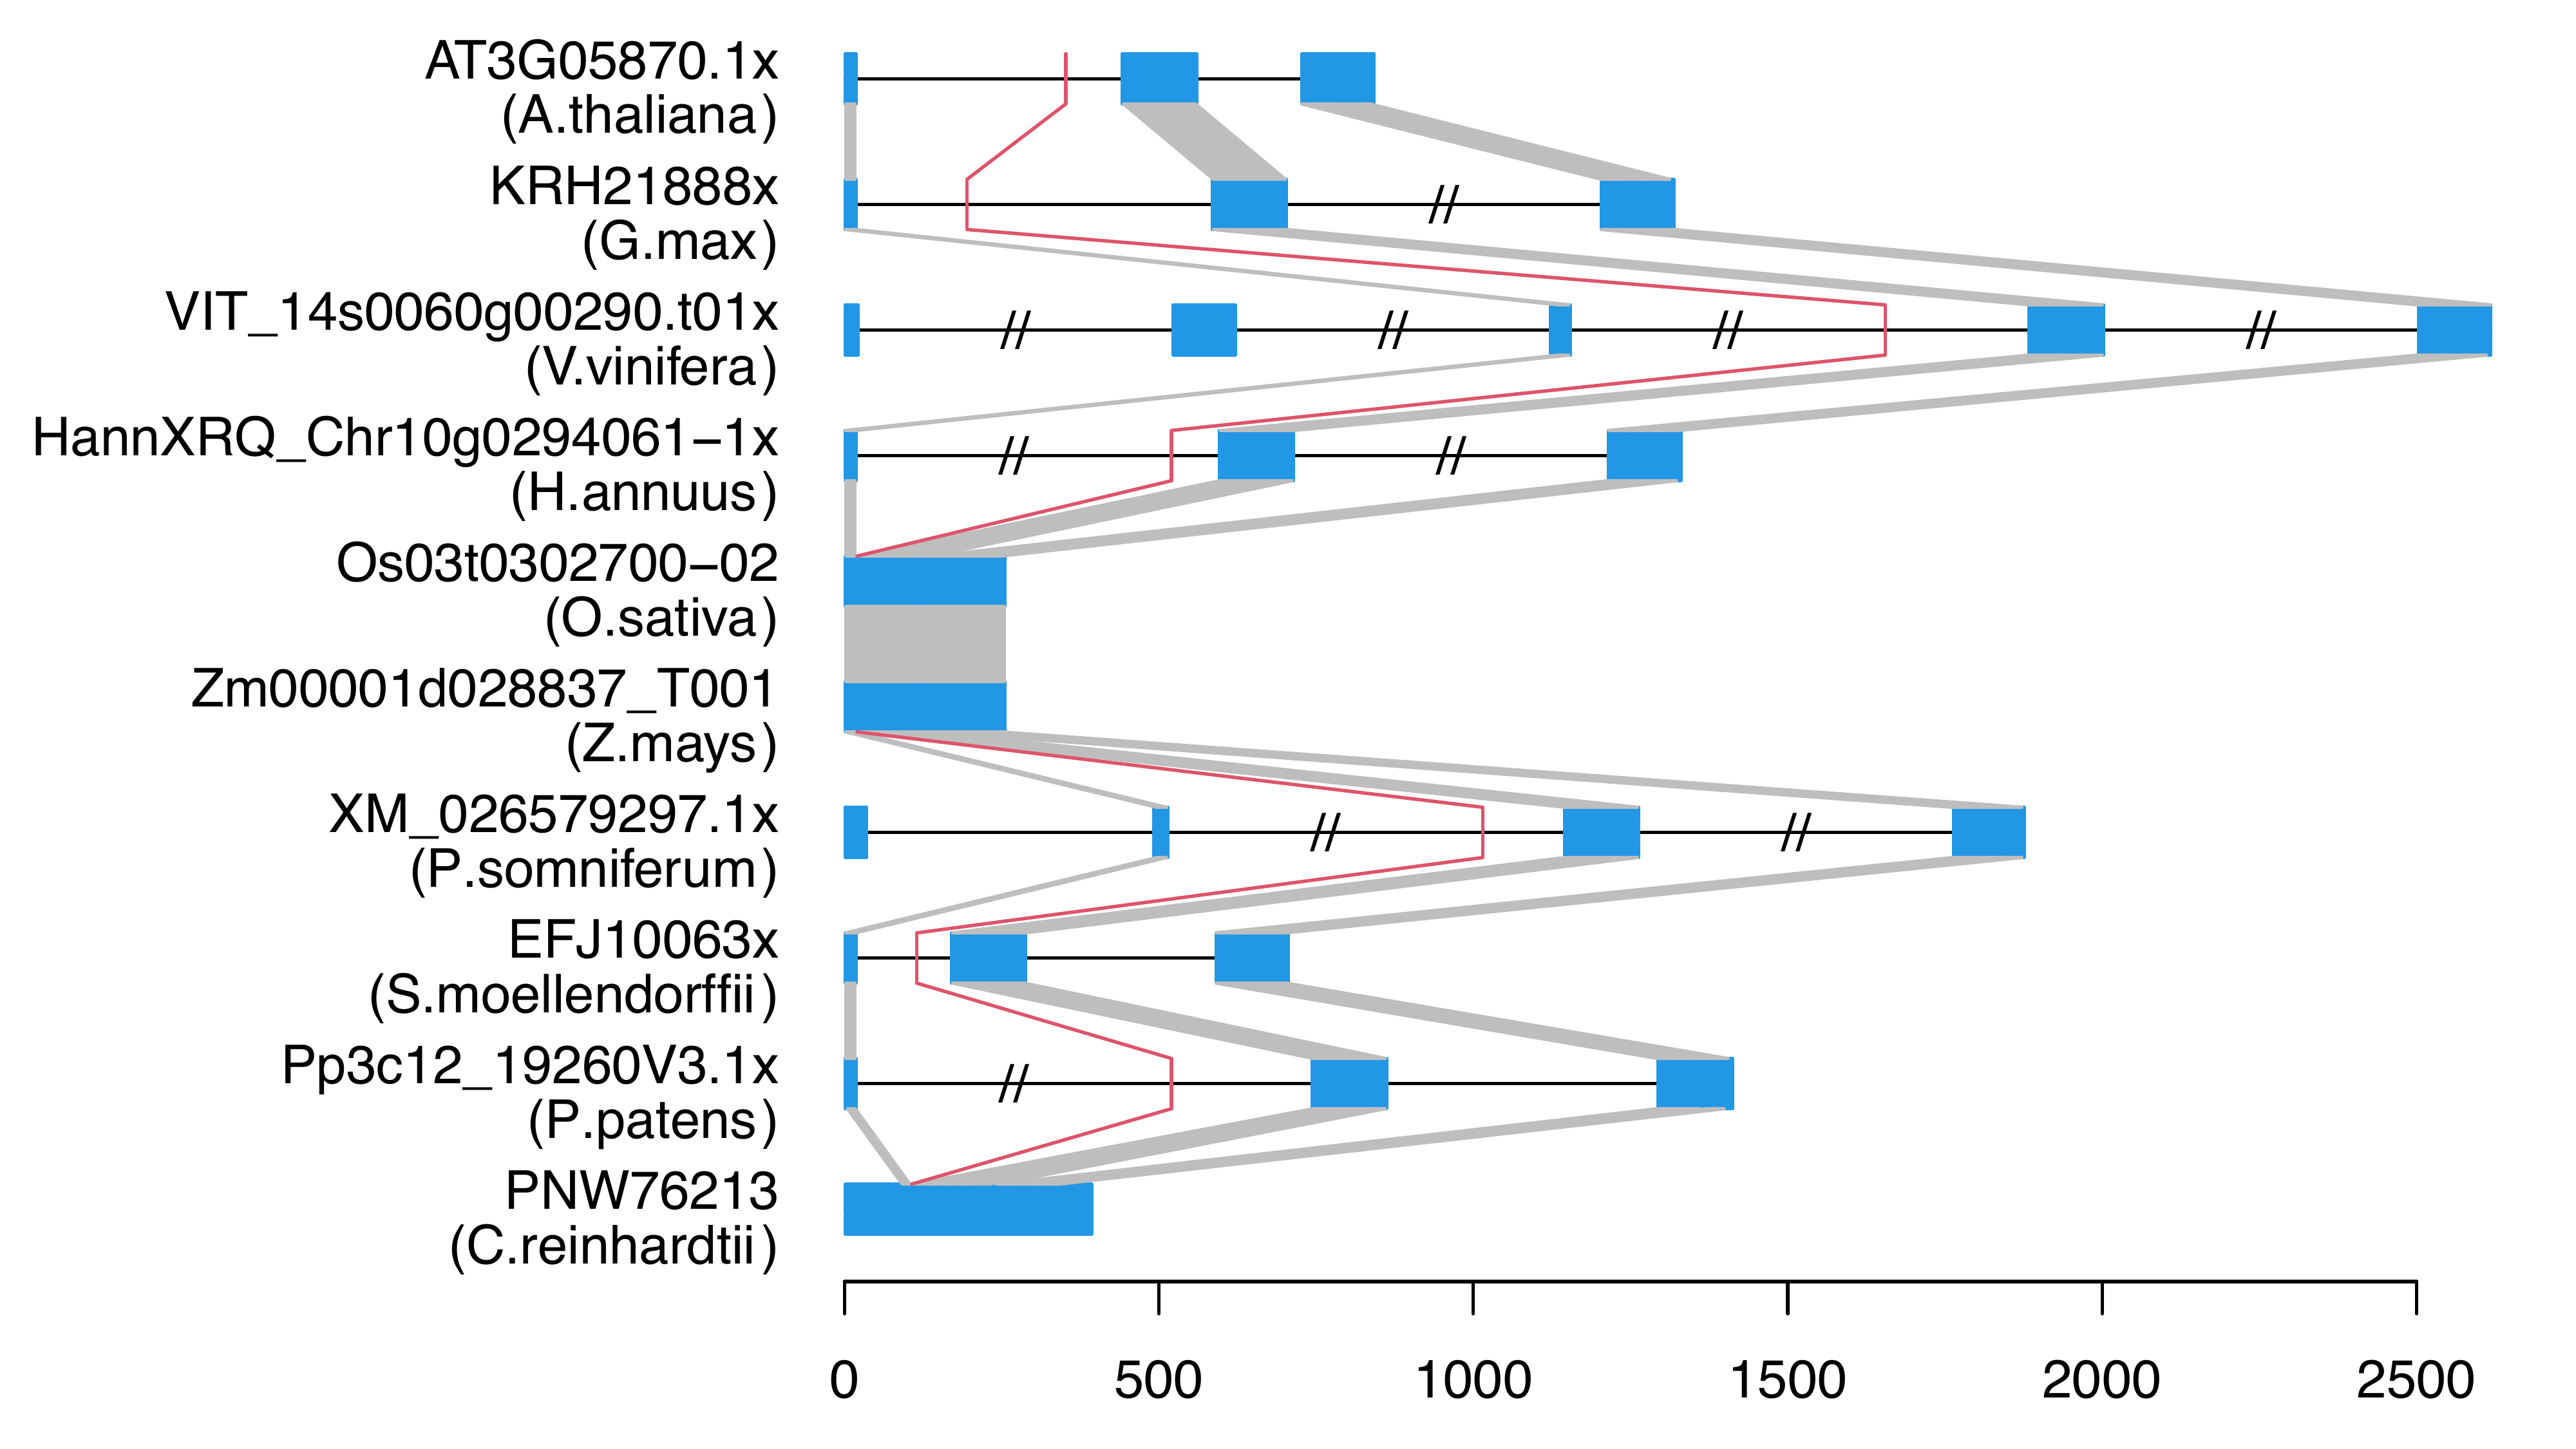 AT3G05870.1x
(A.thaliana)
KRH21888x
(G.max)
//
VIT_14s0060g00290.t01x
(V.vinifera)
// // // //
HannXRQ_Chr10g0294061−1x
(H.annuus)
// //
Os03t0302700−02
(O.sativa)
Zm00001d028837_T001
(Z.mays)
XM_026579297.1x
(P.somniferum)
// //
EFJ10063x
(S.moellendorffii)
Pp3c12_19260V3.1x
(P.patens)
//
PNW76213
(C.reinhardtii)
0 500 1000 1500 2000 2500